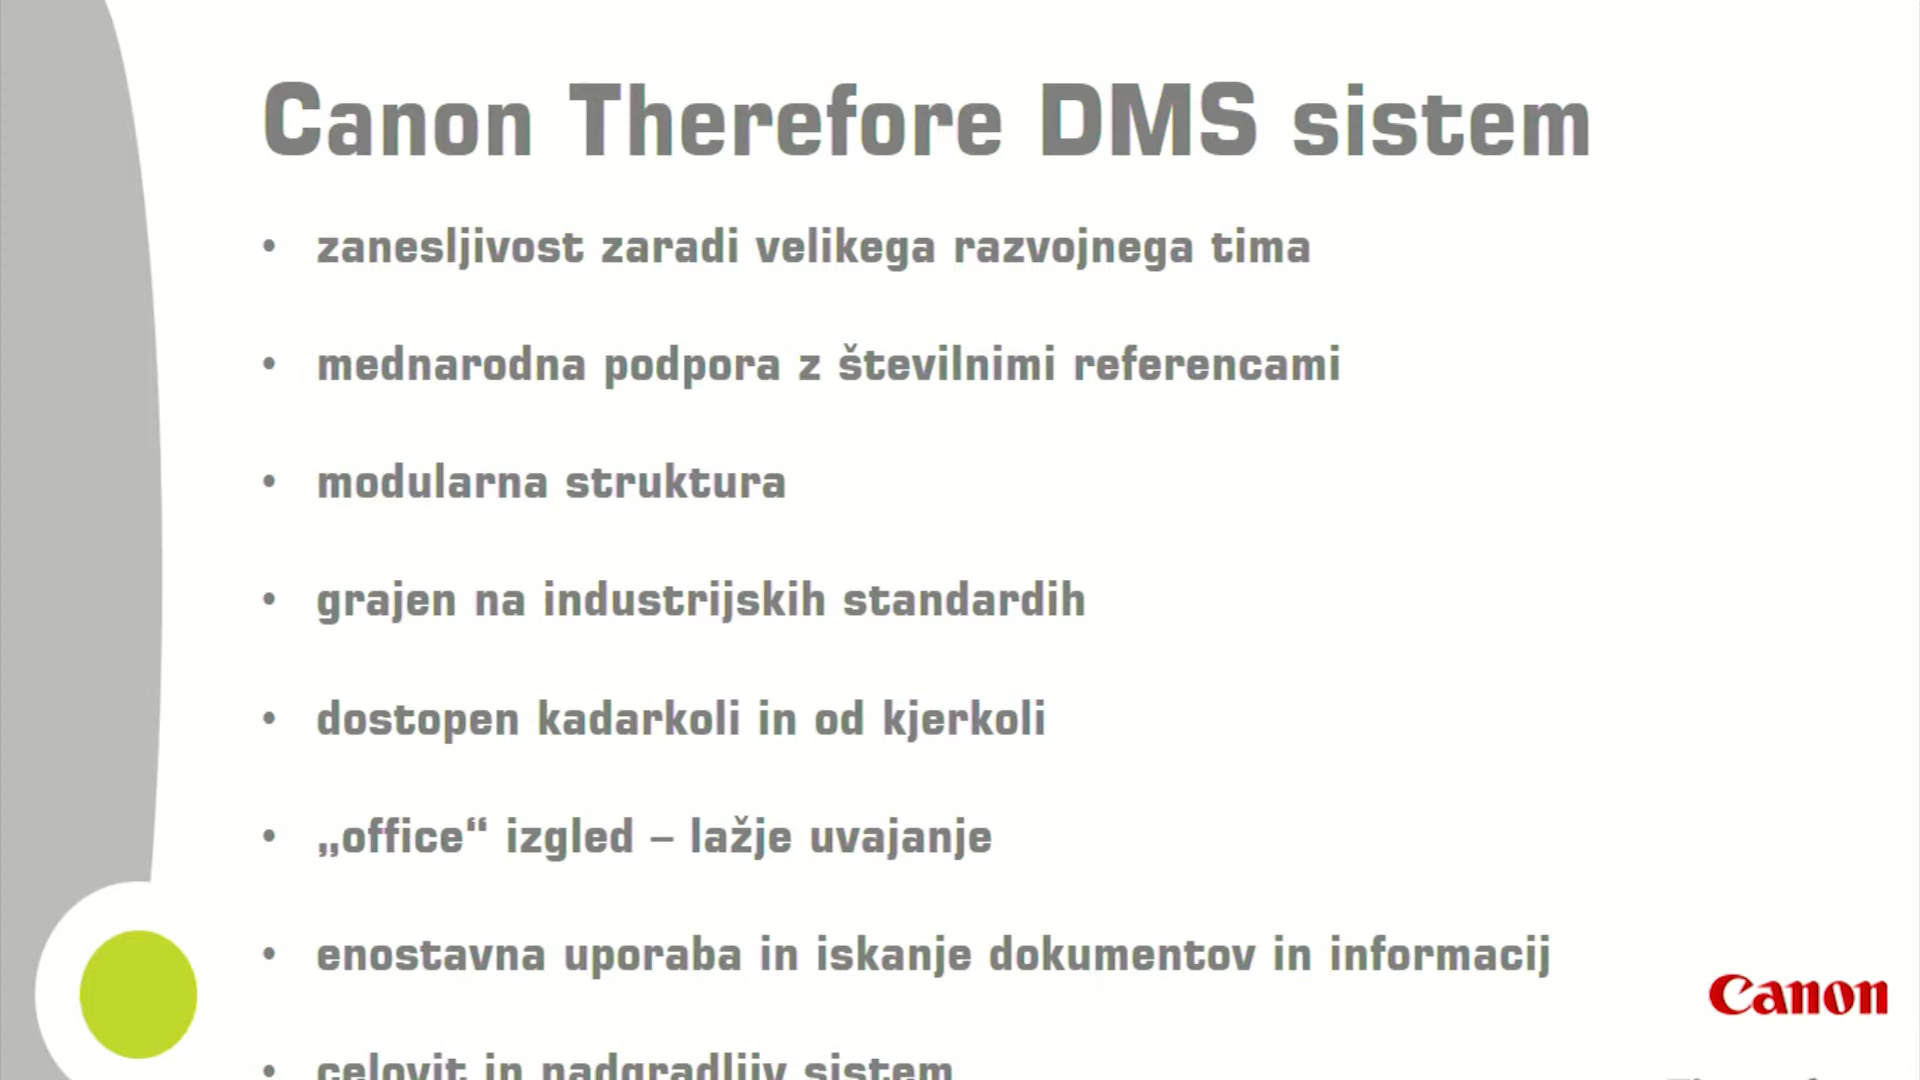 Canon Therefore DMS sistem
• zanesljivost zaradi velikega razvojnega tima
• mednarodna podpora z številnimi referencami
• modularna struktura
• grajen na industrijskih standardih
• dostopen kadarkoli in od kjerkoli
• „office“ izgled – lažje uvajanje
• enostavna uporaba in iskanje dokumentov in informacij
Canon
• celovit in nadgradljiv sistem